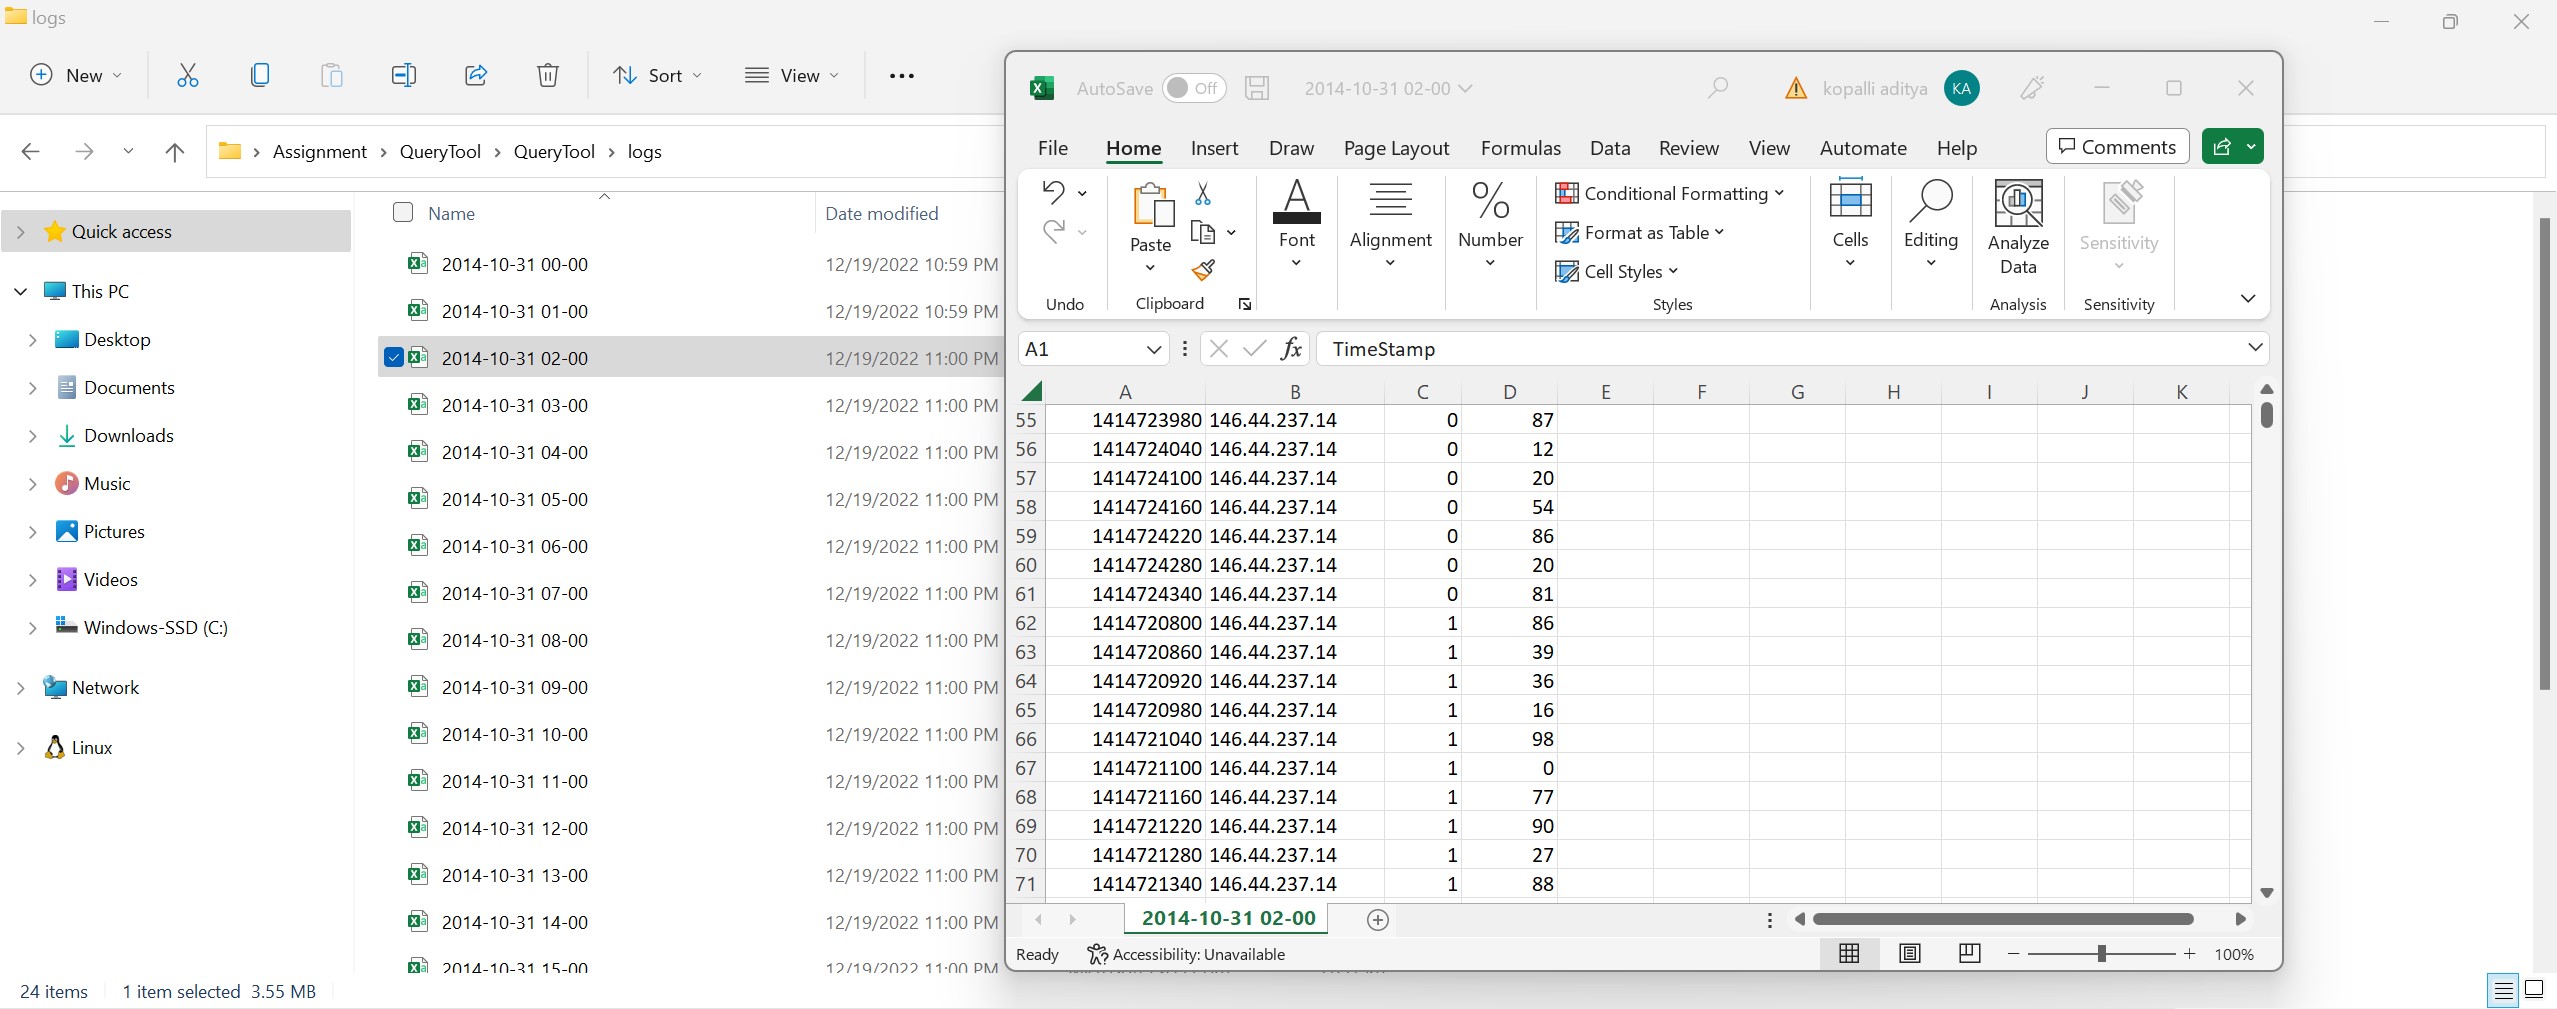 logs
New
Sort
View
Assignment > QueryTool > QueryTool > logs
Quick access
This PC
Desktop
Documents
Downloads
Music
Pictures
Videos
Windows-SSD (C:)
Network
Linux
Name Date modified
2014-10-31 00-00 12/19/2022 10:59 PM
2014-10-31 01-00 12/19/2022 10:59 PM
2014-10-31 02-00 12/19/2022 11:00 PM
2014-10-31 03-00 12/19/2022 11:00 PM
2014-10-31 04-00 12/19/2022 11:00 PM
2014-10-31 05-00 12/19/2022 11:00 PM
2014-10-31 06-00 12/19/2022 11:00 PM
2014-10-31 07-00 12/19/2022 11:00 PM
2014-10-31 08-00 12/19/2022 11:00 PM
2014-10-31 09-00 12/19/2022 11:00 PM
2014-10-31 10-00 12/19/2022 11:00 PM
2014-10-31 11-00 12/19/2022 11:00 PM
2014-10-31 12-00 12/19/2022 11:00 PM
2014-10-31 13-00 12/19/2022 11:00 PM
2014-10-31 14-00 12/19/2022 11:00 PM
2014-10-31 15-00 12/19/2022 11:00 PM
24 items 1 item selected 3.55 MB
AutoSave Off 2014-10-31 02-00 kopalli aditya KA
File Home Insert Draw Page Layout Formulas Data Review View Automate Help Comments
Undo
Paste
Clipboard
Font
Alignment
Number
%
Conditional Formatting
Format as Table
Cell Styles
Styles
Cells
Editing
Analyze
Data
Analysis
Sensitivity
Sensitivity
A1 fx TimeStamp
A B C D E F G H I J K
55 1414723980 146.44.237.14 0 87
56 1414724040 146.44.237.14 0 12
57 1414724100 146.44.237.14 0 20
58 1414724160 146.44.237.14 0 54
59 1414724220 146.44.237.14 0 86
60 1414724280 146.44.237.14 0 20
61 1414724340 146.44.237.14 0 81
62 1414720800 146.44.237.14 1 86
63 1414720860 146.44.237.14 1 39
64 1414720920 146.44.237.14 1 36
65 1414720980 146.44.237.14 1 16
66 1414721040 146.44.237.14 1 98
67 1414721100 146.44.237.14 1 0
68 1414721160 146.44.237.14 1 77
69 1414721220 146.44.237.14 1 90
70 1414721280 146.44.237.14 1 27
71 1414721340 146.44.237.14 1 88
2014-10-31 02-00
Ready Accessibility: Unavailable 100%